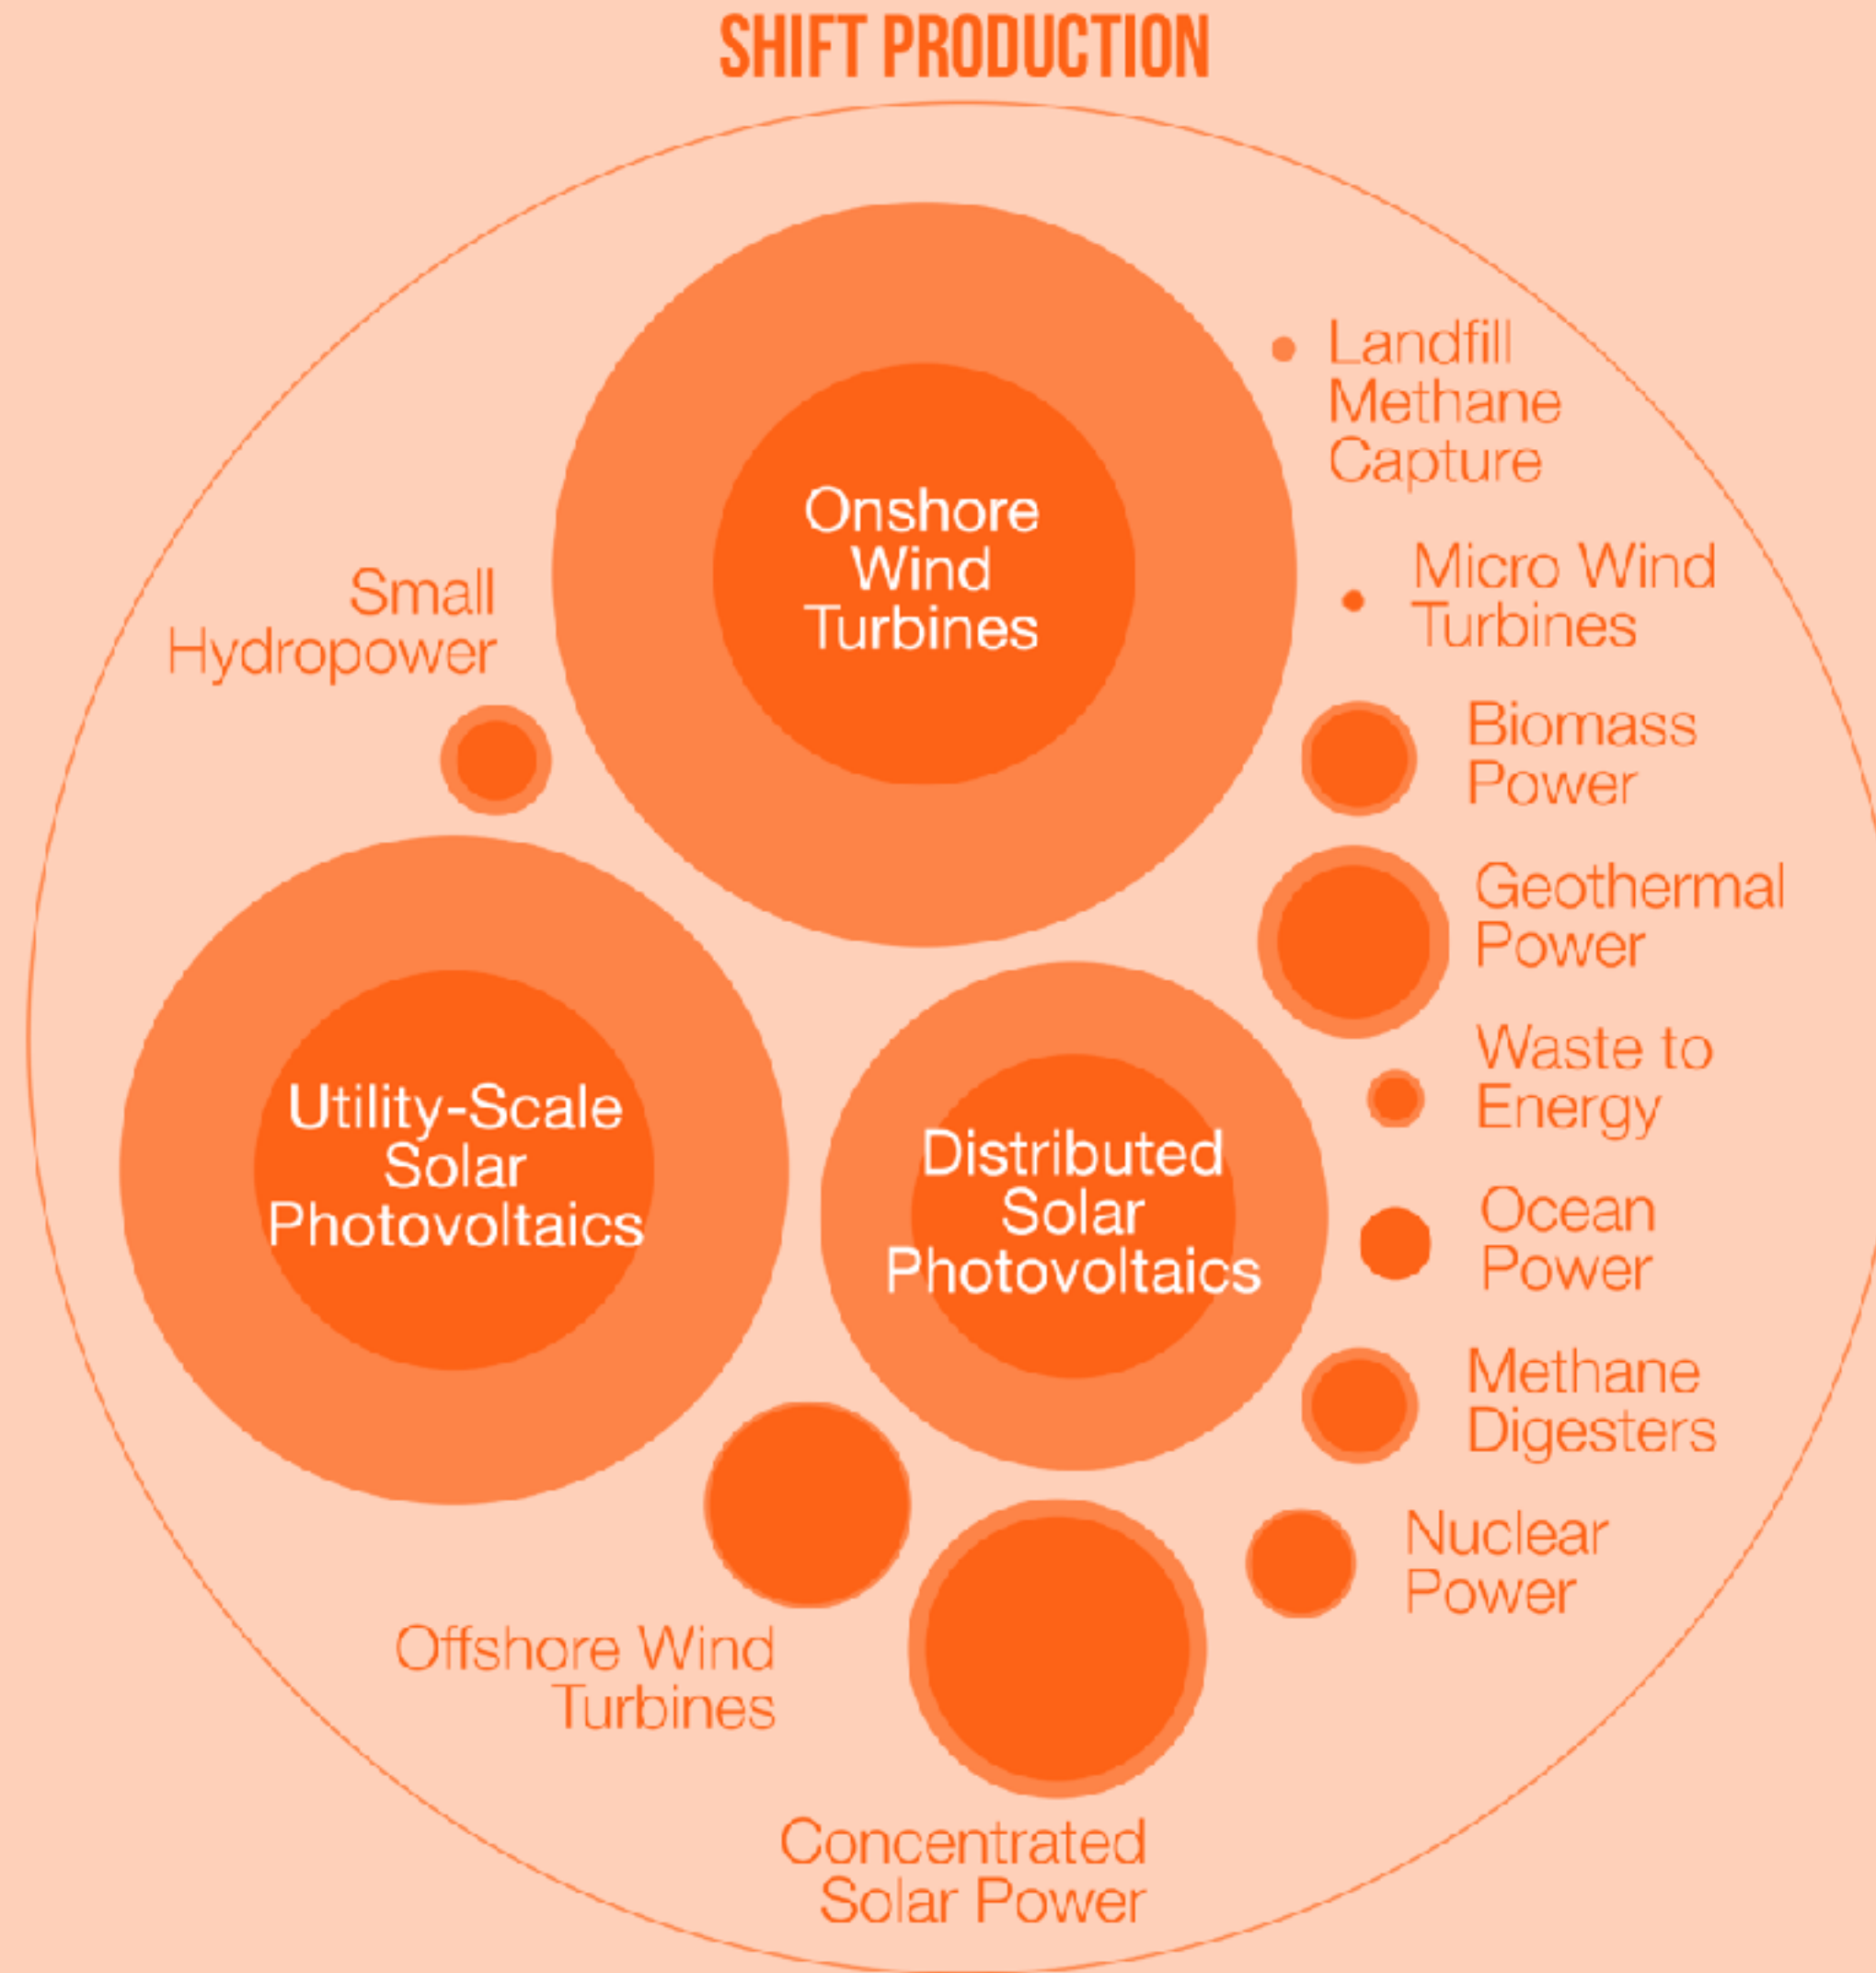 SHIFT PRODUCTION
Onshore
Wind
Turbines
Landfill
Methane
Capture
Micro Wind
Turbines
Small
Hydropower
Biomass
Power
Geothermal
Power
Waste to
Energy
Utility-Scale
Solar
Photovoltaics
Distributed
Solar
Photovoltaics
Ocean
Power
Methane
Digesters
Nuclear
Power
Offshore Wind
Turbines
Concentrated
Solar Power